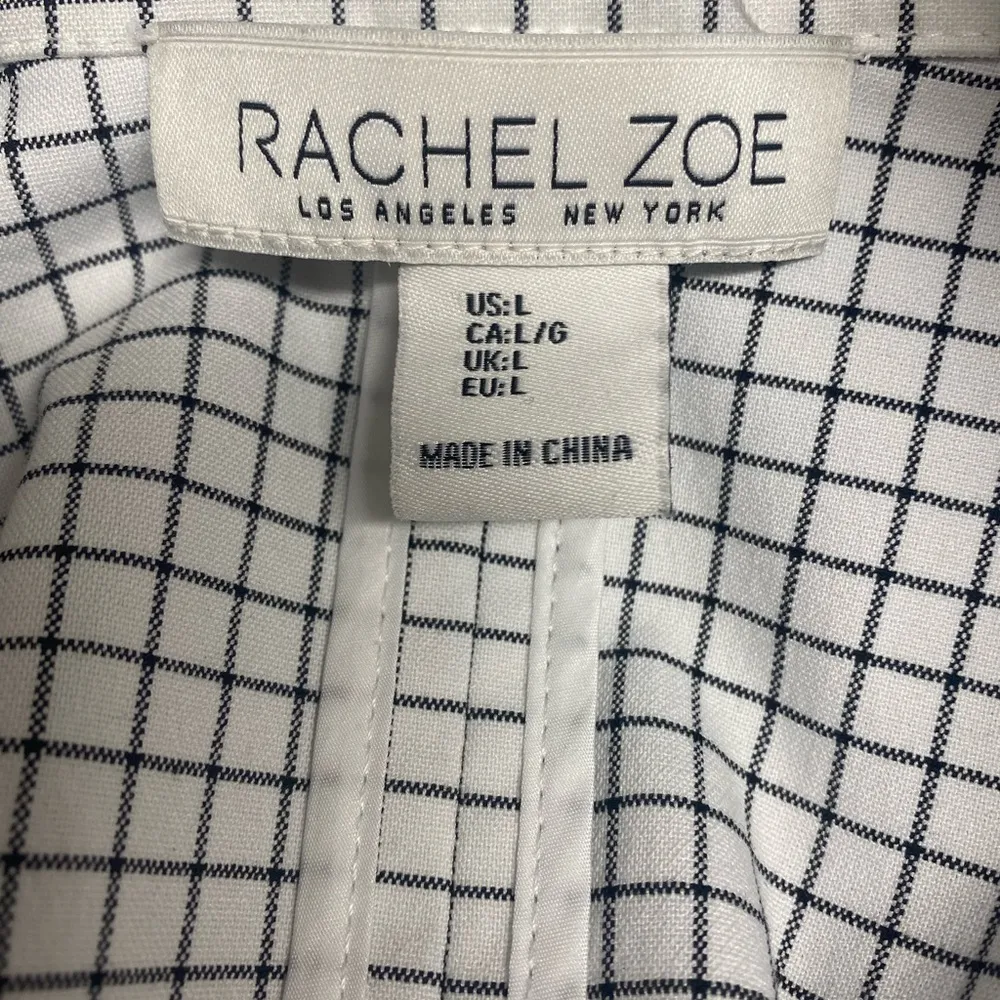 RACHEL ZOE
LOS ANGELES NEW YORK
US: L
CA:L/G
UK: L
EU: L
MADE IN CHINA